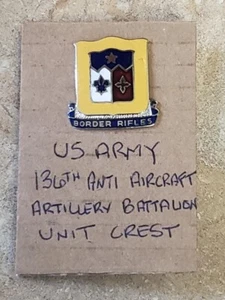 BORDER RIFLES
US ARMY
136TH ANTI AIRCRAFT
ARTILLERY BATTALION
UNIT CREST